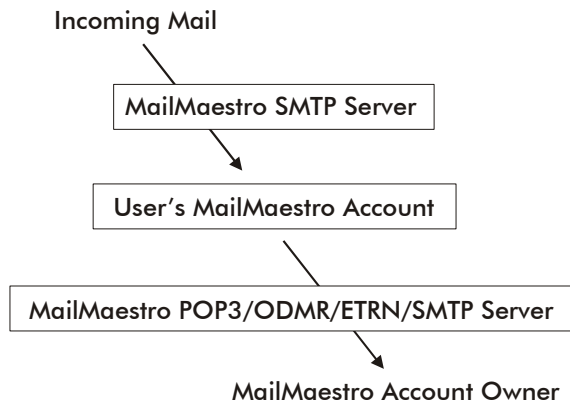 Incoming Mail
MailMaestro SMTP Server
User's MailMaestro Account
MailMaestro POP3/ODMR/ETRN/SMTP Server
MailMaestro Account Owner